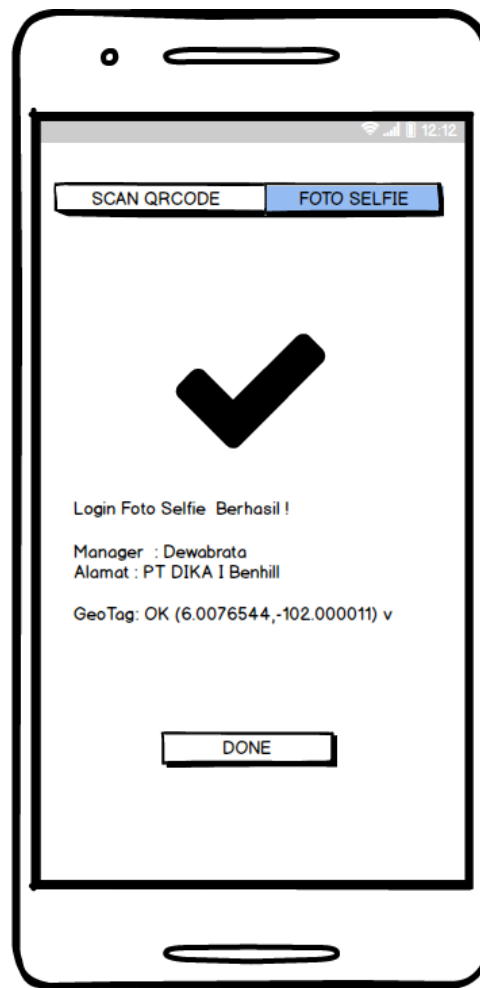 12:12
SCAN QRCODE
FOTO SELFIE
Login Foto Selfie Berhasil !
Manager : Dewabrata
Alamat : PT DIKA I Benhill
GeoTag: OK (6.0076544,-102.000011) v
DONE